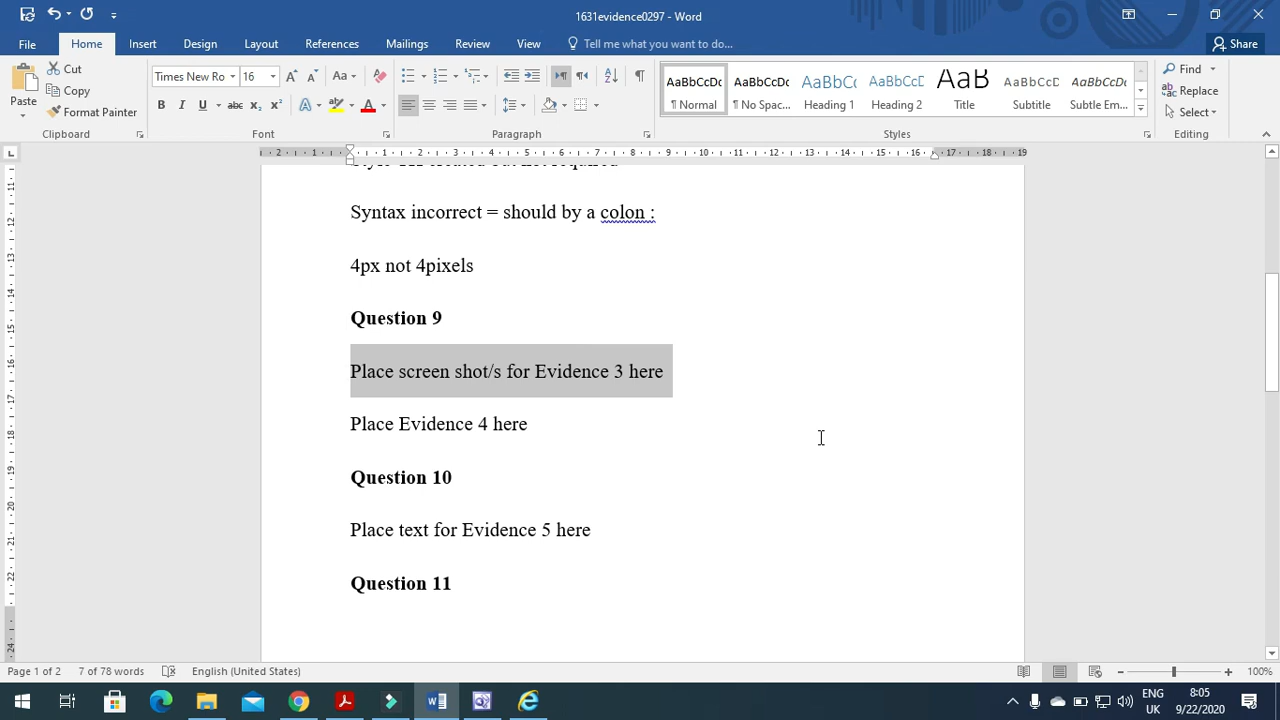 1631evidence0297 - Word
File Home Insert Design Layout References Mailings Review View Tell me what you want to do... Share
Paste Cut Copy Format Painter
Times New Ro 16
AaBbCcDc AaBbCcDc AaBbCc AaBbCcD AaB AaBbCcD AaBbCcDc
¶ Normal ¶ No Spac... Heading 1 Heading 2 Title Subtitle Subtle Em...
Find Replace Select
Clipboard Font Paragraph Styles Editing
Syntax incorrect = should by a colon :
4px not 4pixels
Question 9
Place screen shot/s for Evidence 3 here
Place Evidence 4 here
Question 10
Place text for Evidence 5 here
Question 11
Page 1 of 2 7 of 78 words English (United States) 100%
ENG 8:05
UK 9/22/2020